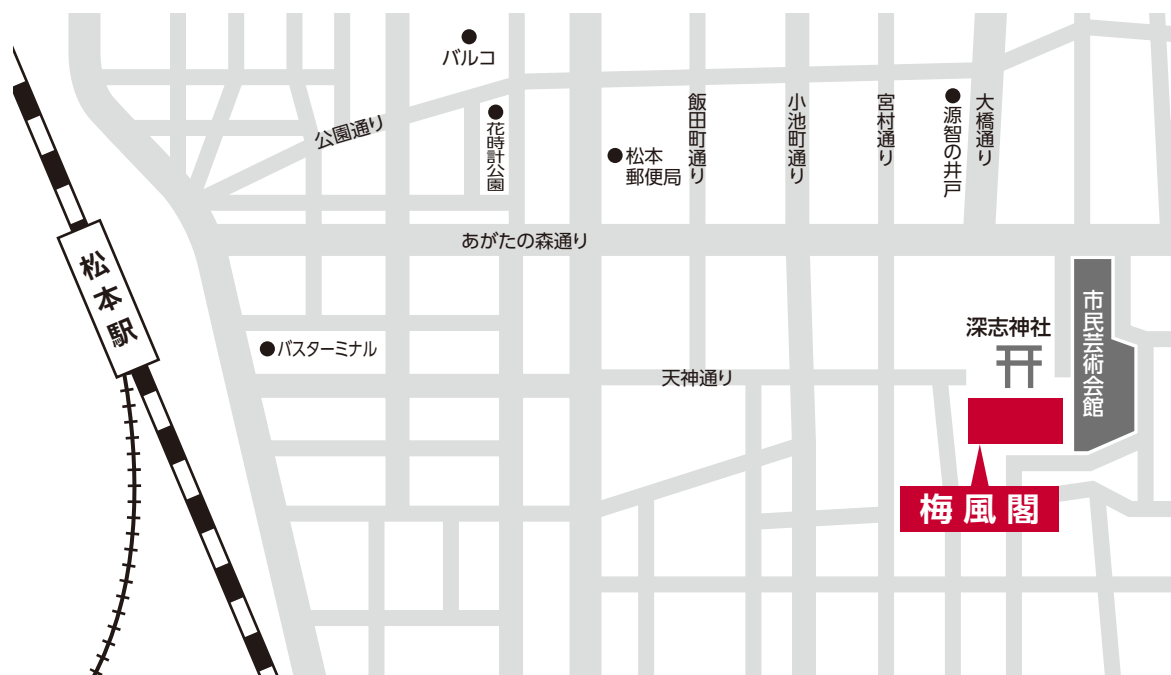 バルコ
公園通り
花時計公園
松本
郵便局
飯田町通り
小池町通り
宮村通り
源智の井戸
大橋通り
あがたの森通り
松本駅
バスターミナル
天神通り
深志神社
市民芸術会館
梅風閣